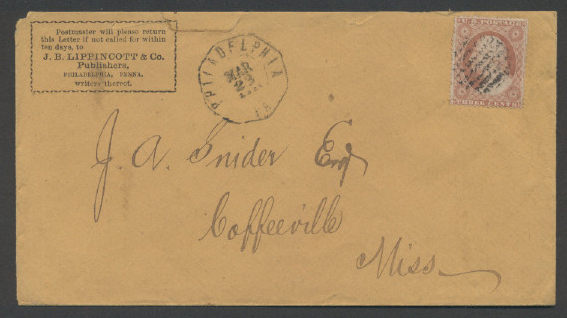 Postmaster will please return
this Letter if not called for within
ten days, to
J. B. LIPPINCOTT & Co.
Publishers,
PHILADELPHIA, PENNA.
writers thereof.
PHILADELPHIA
MAR
23
PA
U.S. POSTAGE
THREE CENTS
J. A. Snider Esq
Coffeeville
Miss